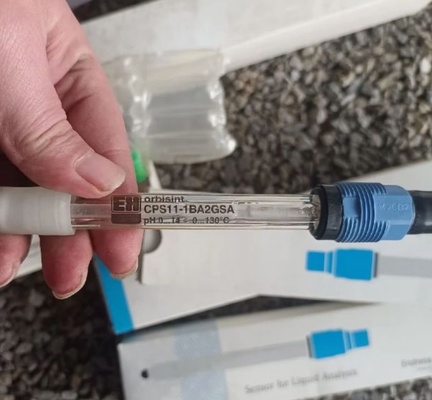 E+H
orbisint
CPS11-1BA2GSA
pH 0...14 0...130°C
Sensor for Liquid Analysis